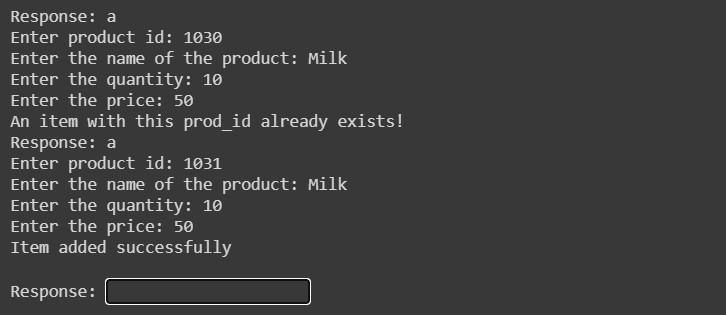 Response: a
Enter product id: 1030
Enter the name of the product: Milk
Enter the quantity: 10
Enter the price: 50
An item with this prod_id already exists!
Response: a
Enter product id: 1031
Enter the name of the product: Milk
Enter the quantity: 10
Enter the price: 50
Item added successfully
Response: